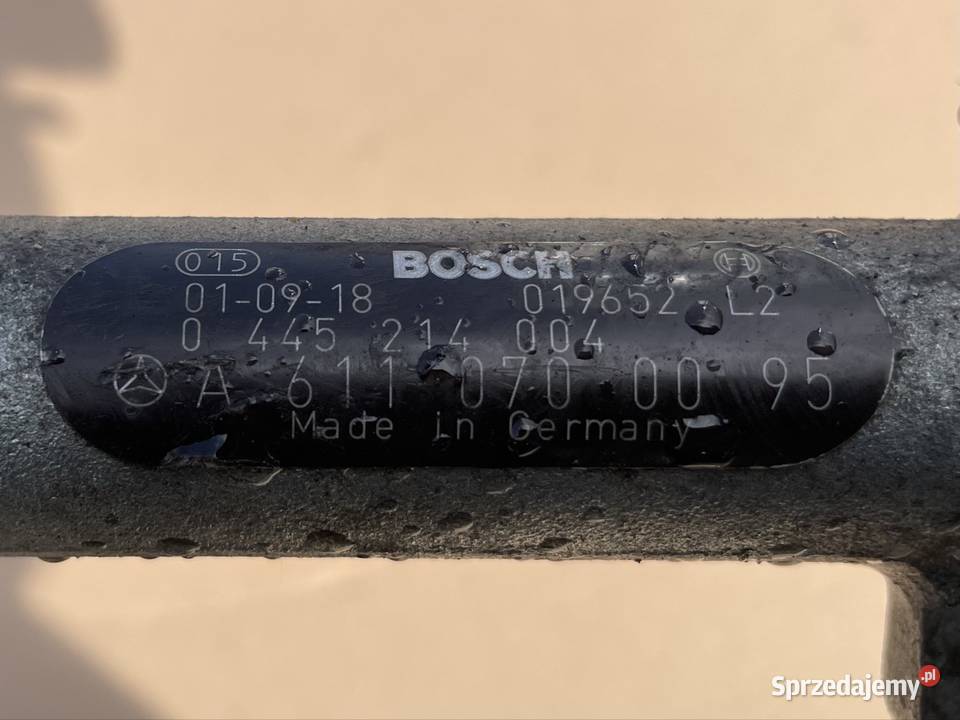 015 BOSCH
01-09-18 019652 L2
0 445 214 004
A 611 070 00 95
Made in Germany
Sprzedajemy.pl